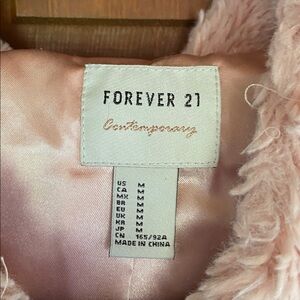 FOREVER 21
Contemporary
US M
CA M
MX M
BR M
EU M
UK M
KR M
JP M
CN 165/92A
MADE IN CHINA